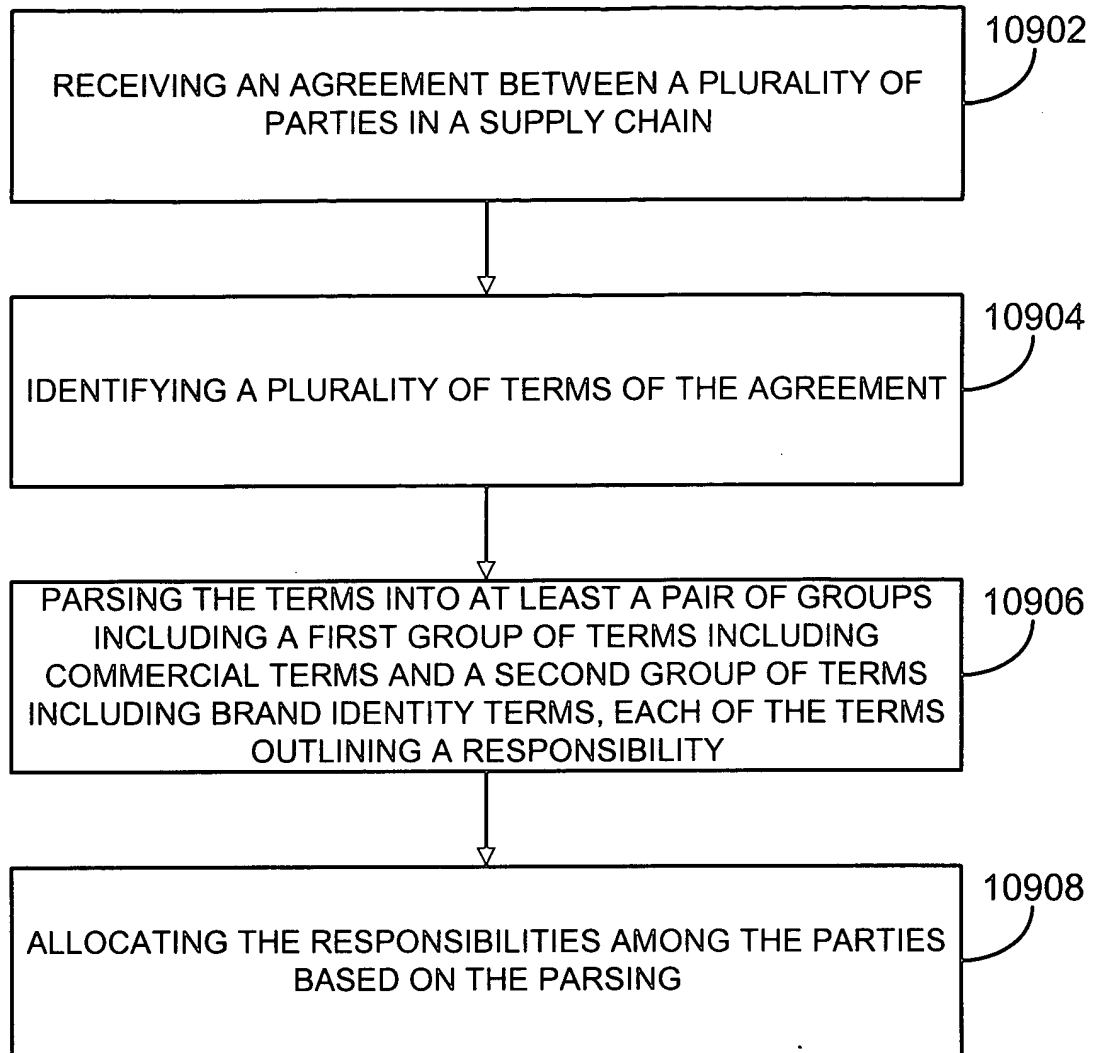 10902
RECEIVING AN AGREEMENT BETWEEN A PLURALITY OF
PARTIES IN A SUPPLY CHAIN
10904
IDENTIFYING A PLURALITY OF TERMS OF THE AGREEMENT
10906
PARSING THE TERMS INTO AT LEAST A PAIR OF GROUPS
INCLUDING A FIRST GROUP OF TERMS INCLUDING
COMMERCIAL TERMS AND A SECOND GROUP OF TERMS
INCLUDING BRAND IDENTITY TERMS, EACH OF THE TERMS
OUTLINING A RESPONSIBILITY
10908
ALLOCATING THE RESPONSIBILITIES AMONG THE PARTIES
BASED ON THE PARSING